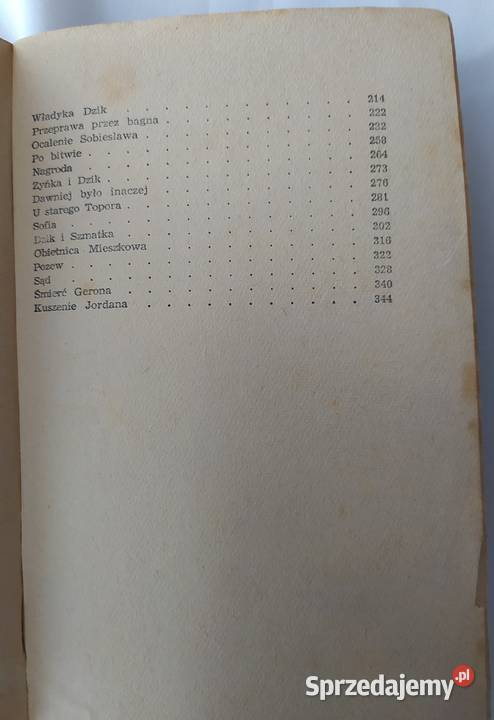 Władyka Dzik . . . . . . . . . . . 214
Przeprawa przez bagna . . . . . . . . . 222
Ocalenie Sobiesława . . . . . . . . . 232
Po bitwie . . . . . . . . . . . . 258
Nagroda . . . . . . . . . . . . 264
Żyńka i Dzik . . . . . . . . . . . 273
Dawniej było inaczej . . . . . . . . . 276
U starego Topora . . . . . . . . . . 281
Sofia . . . . . . . . . . . . . 296
Dzik i Szmatka . . . . . . . . . . 302
Obietnica Mieszkowa . . . . . . . . . 316
Pozew . . . . . . . . . . . . . 322
Sąd . . . . . . . . . . . . . 328
Śmierć Gerona . . . . . . . . . . 340
Kuszenie Jordana . . . . . . . . . . 344
Sprzedajemy.pl